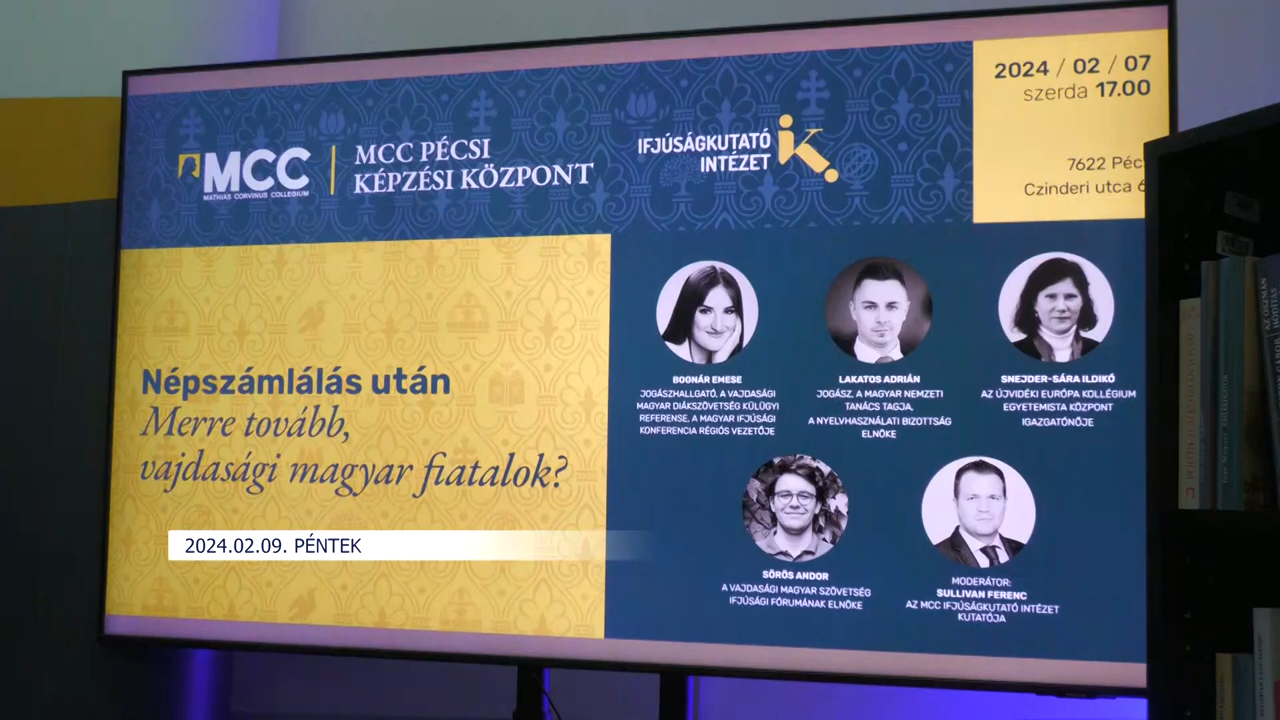 2024 / 02 / 07
szerda 17.00
MCC
MATHIAS CORVINUS COLLEGIUM
MCC PÉCSI
KÉPZÉSI KÖZPONT
IFJÚSÁGKUTATÓ
INTÉZET
iK.
7622 Péc
Czinderi utca 6
Népszámlálás után
Merre tovább,
vajdasági magyar fiatalok?
BOGNÁR EMESE
JOGÁSZHALLGATÓ, A VAJDASÁGI
MAGYAR DIÁKSZÖVETSÉG KÜLÜGYI
REFERENSE, A MAGYAR IFJÚSÁGI
KONFERENCIA RÉGIÓS VEZETŐJE
LAKATOS ADRIÁN
JOGÁSZ, A MAGYAR NEMZETI
TANÁCS TAGJA,
A NYELVHASZNÁLATI BIZOTTSÁG
ELNÖKE
SNEJDER-SÁRA ILDIKÓ
AZ ÚJVIDÉKI EURÓPA KOLLÉGIUM
EGYETEMISTA KÖZPONT
IGAZGATÓNŐJE
SÖRÖS ANDOR
A VAJDASÁGI MAGYAR SZÖVETSÉG
IFJÚSÁGI FÓRUMÁNAK ELNÖKE
MODERÁTOR:
SULLIVAN FERENC
AZ MCC IFJÚSÁGKUTATÓ INTÉZET
KUTATÓJA
2024.02.09. PÉNTEK